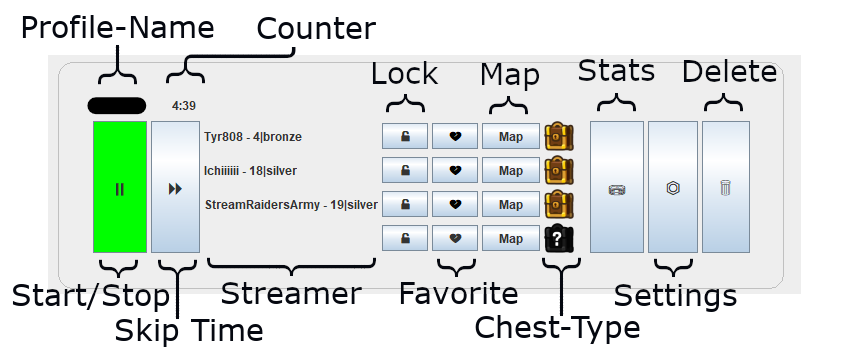 Profile-Name
Counter
Lock
Map
Stats
Delete
4:39
Tyr808 - 4|bronze
Map
Ichiiiiii - 18|silver
Map
StreamRaidersArmy - 19|silver
Map
Map
?
Start/Stop
Streamer
Favorite
Settings
Skip Time
Chest-Type